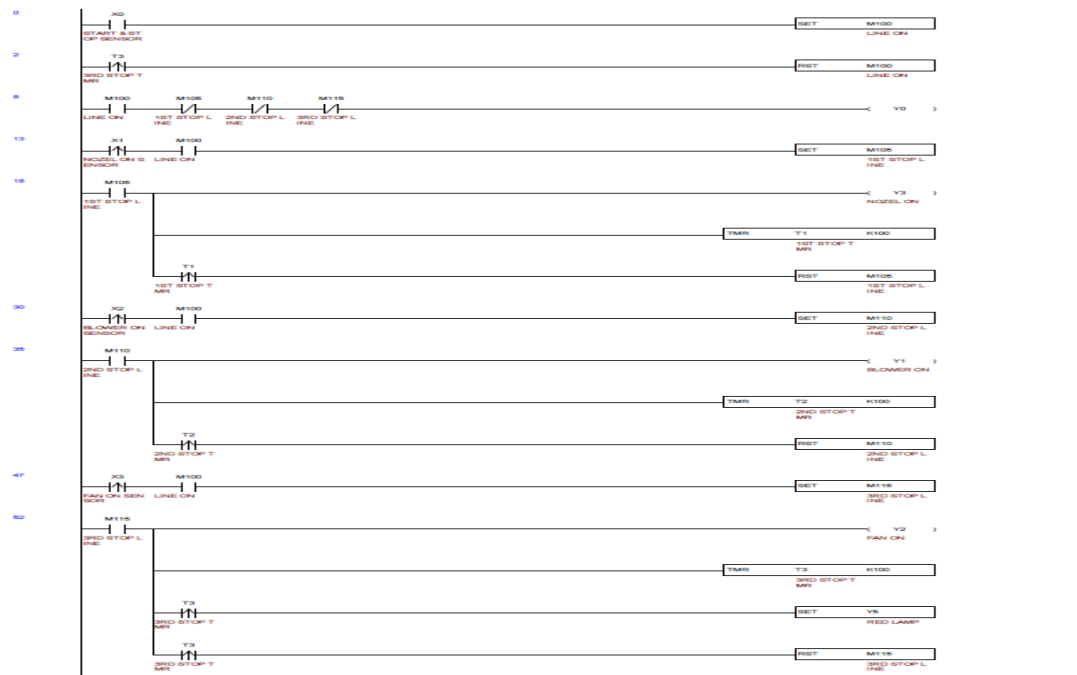 0
X0
SET M100
START & ST
OP SENSOR
LINE ON
2
T3
RST M100
3RD STOP T
MR
LINE ON
8
M100 M105 M110 M115
Y0
LINE ON 1ST STOP L 2ND STOP L 3RD STOP L
INE INE INE
13
X1 M100
SET M105
NOZEL ON S LINE ON
ENSOR
1ST STOP L
INE
18
M105
Y3
1ST STOP L
INE
NOZEL ON
TMR T1 K100
1ST STOP T
MR
T1
RST M105
1ST STOP T
MR
1ST STOP L
INE
30
X2 M100
SET M110
BLOWER ON LINE ON
SENSOR
2ND STOP L
INE
35
M110
Y1
2ND STOP L
INE
BLOWER ON
TMR T2 K100
2ND STOP T
MR
T2
RST M110
2ND STOP T
MR
2ND STOP L
INE
47
X3 M100
SET M115
FAN ON SEN LINE ON
SOR
3RD STOP L
INE
52
M115
Y2
3RD STOP L
INE
FAN ON
TMR T3 K100
3RD STOP T
MR
T3
SET Y5
3RD STOP T
MR
RED LAMP
T3
RST M115
3RD STOP T
MR
3RD STOP L
INE